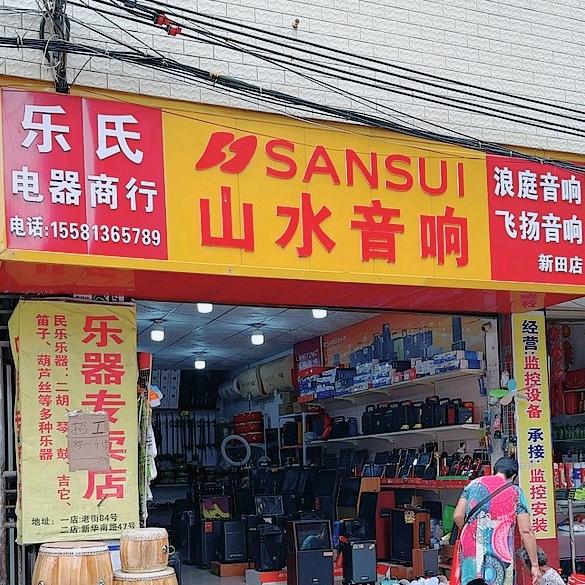 乐氏
电器商行
电话:15581365789
SANSUI
山水音响
浪庭音响
飞扬音响
新田店
乐器专卖店
民乐乐器:二胡、琴、鼓、吉它、
笛子、葫芦丝等多种乐器
招工
地址:一店:老街84号
二店:新华南路47号
经营:监控设备 承接:监控安装